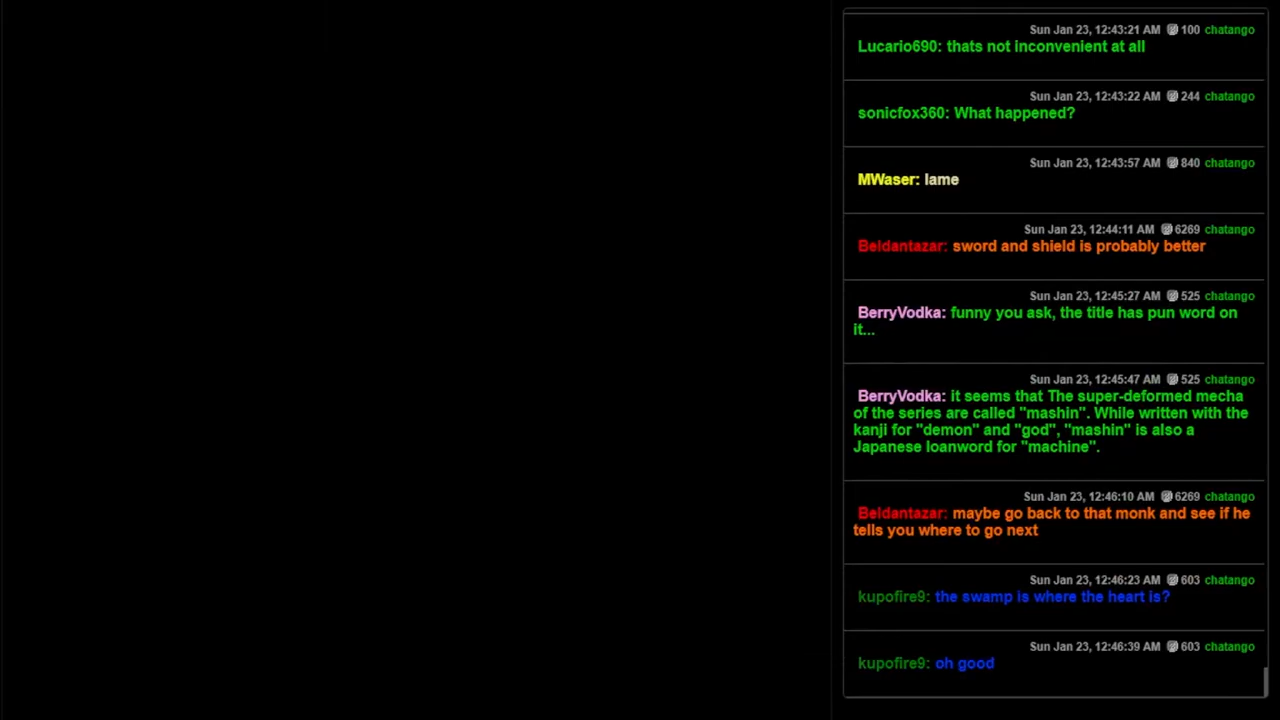 Sun Jan 23, 12:43:21 AM 100 chatango
Lucario690: thats not inconvenient at all
Sun Jan 23, 12:43:22 AM 244 chatango
sonicfox360: What happened?
Sun Jan 23, 12:43:57 AM 840 chatango
MWaser: lame
Sun Jan 23, 12:44:11 AM 6269 chatango
Beldantazar: sword and shield is probably better
Sun Jan 23, 12:45:27 AM 525 chatango
BerryVodka: funny you ask, the title has pun word on
it...
Sun Jan 23, 12:45:47 AM 525 chatango
BerryVodka: it seems that The super-deformed mecha
of the series are called "mashin". While written with the
kanji for "demon" and "god", "mashin" is also a
Japanese loanword for "machine".
Sun Jan 23, 12:46:10 AM 6269 chatango
Beldantazar: maybe go back to that monk and see if he
tells you where to go next
Sun Jan 23, 12:46:23 AM 603 chatango
kupofire9: the swamp is where the heart is?
Sun Jan 23, 12:46:39 AM 603 chatango
kupofire9: oh good